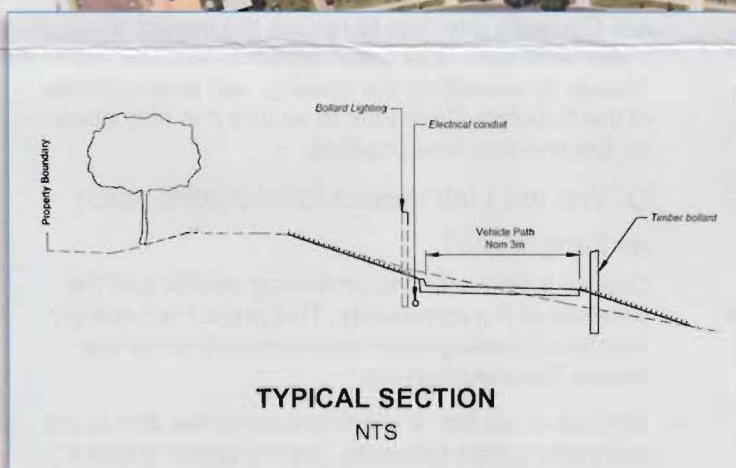 Bollard Lighting
Electrical conduit
Property Boundary
Vehicle Path
Nom 3m
Timber bollard
TYPICAL SECTION
NTS